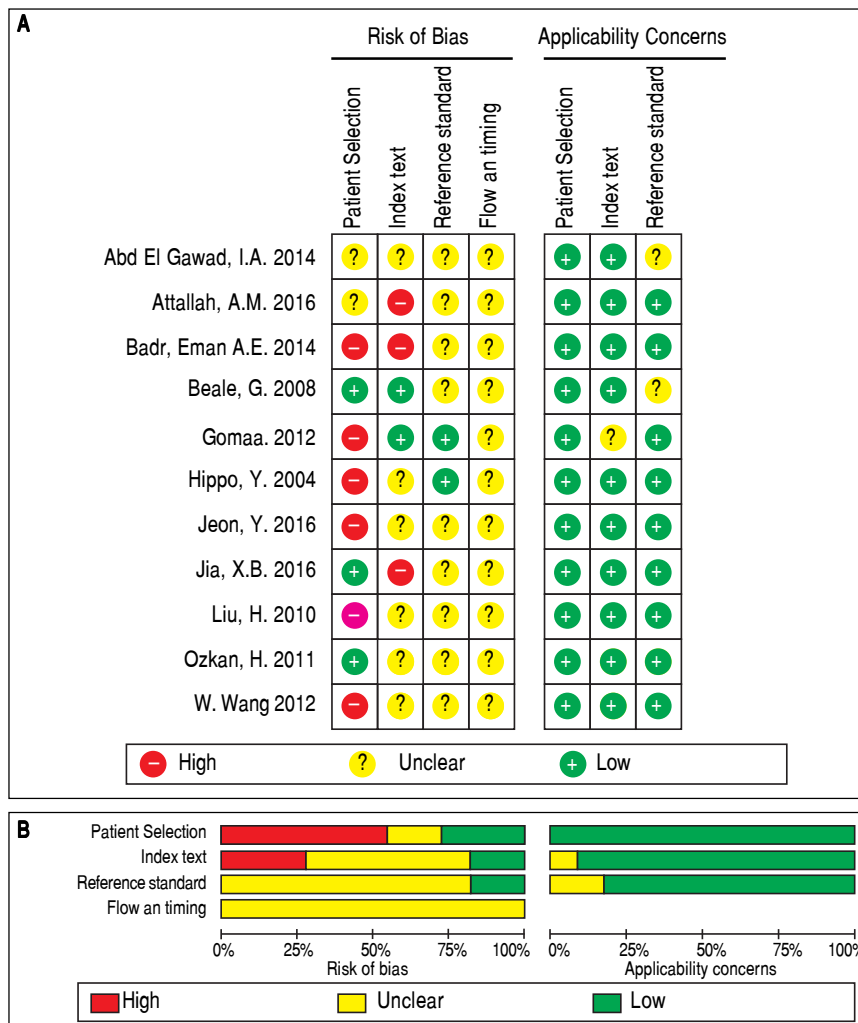 A
Risk of Bias Applicability Concerns
Patient Selection Index text Reference standard Flow an timing Patient Selection Index text Reference standard
Abd El Gawad, I.A. 2014 ? ? ? ? + + ?
Attallah, A.M. 2016 ? − ? ? + + +
Badr, Eman A.E. 2014 − − ? ? + + +
Beale, G. 2008 + + ? ? + + ?
Gomaa. 2012 − + + ? + ? +
Hippo, Y. 2004 − ? + ? + + +
Jeon, Y. 2016 − ? ? ? + + +
Jia, X.B. 2016 + − ? ? + + +
Liu, H. 2010 − ? ? ? + + +
Ozkan, H. 2011 + ? ? ? + + +
W. Wang 2012 − ? ? ? + + +
− High ? Unclear + Low
B
Patient Selection
Index text
Reference standard
Flow an timing
0% 25% 50% 75% 100% 0% 25% 50% 75% 100%
Risk of bias Applicability concerns
High Unclear Low